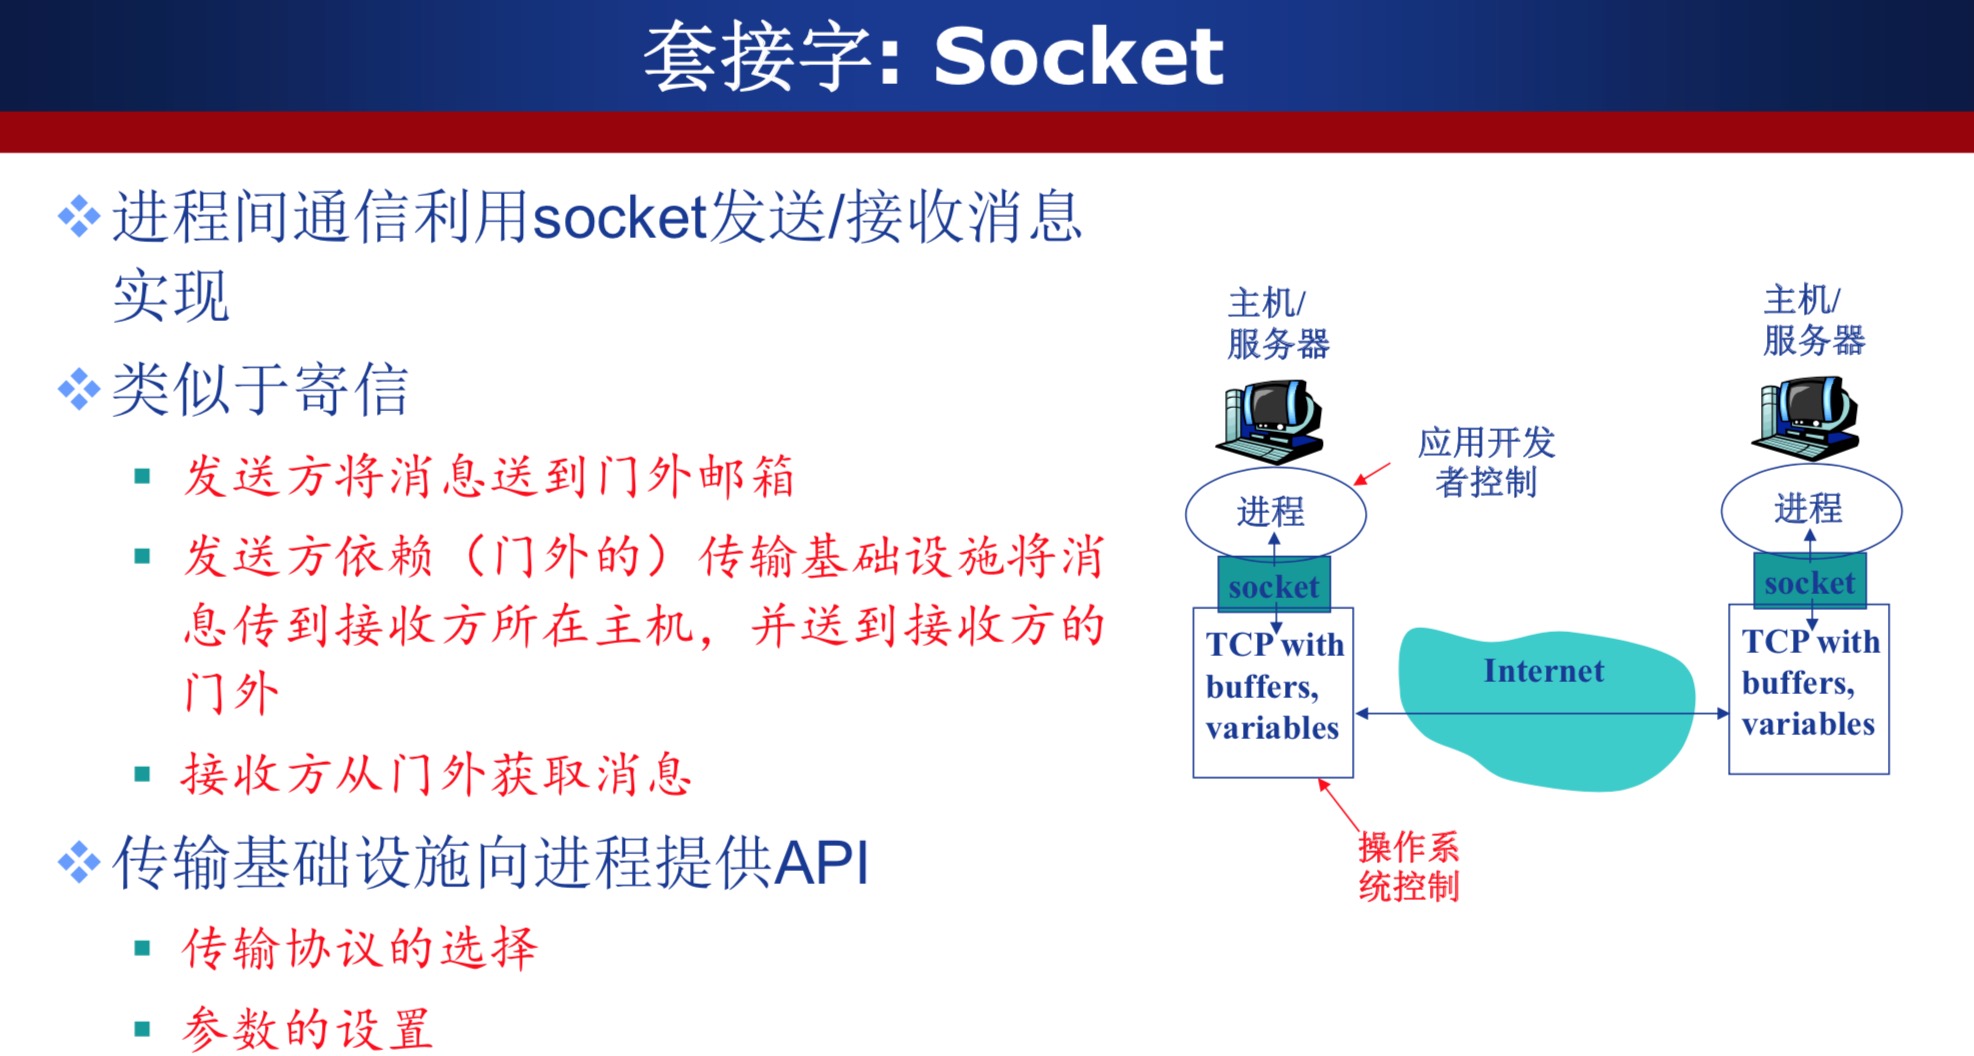 套接字: Socket
进程间通信利用socket发送/接收消息
实现
类似于寄信
发送方将消息送到门外邮箱
发送方依赖（门外的）传输基础设施将消
息传到接收方所在主机，并送到接收方的
门外
接收方从门外获取消息
传输基础设施向进程提供API
传输协议的选择
参数的设置
主机/
服务器
进程
socket
TCP with
buffers,
variables
应用开发
者控制
Internet
操作系
统控制
主机/
服务器
进程
socket
TCP with
buffers,
variables